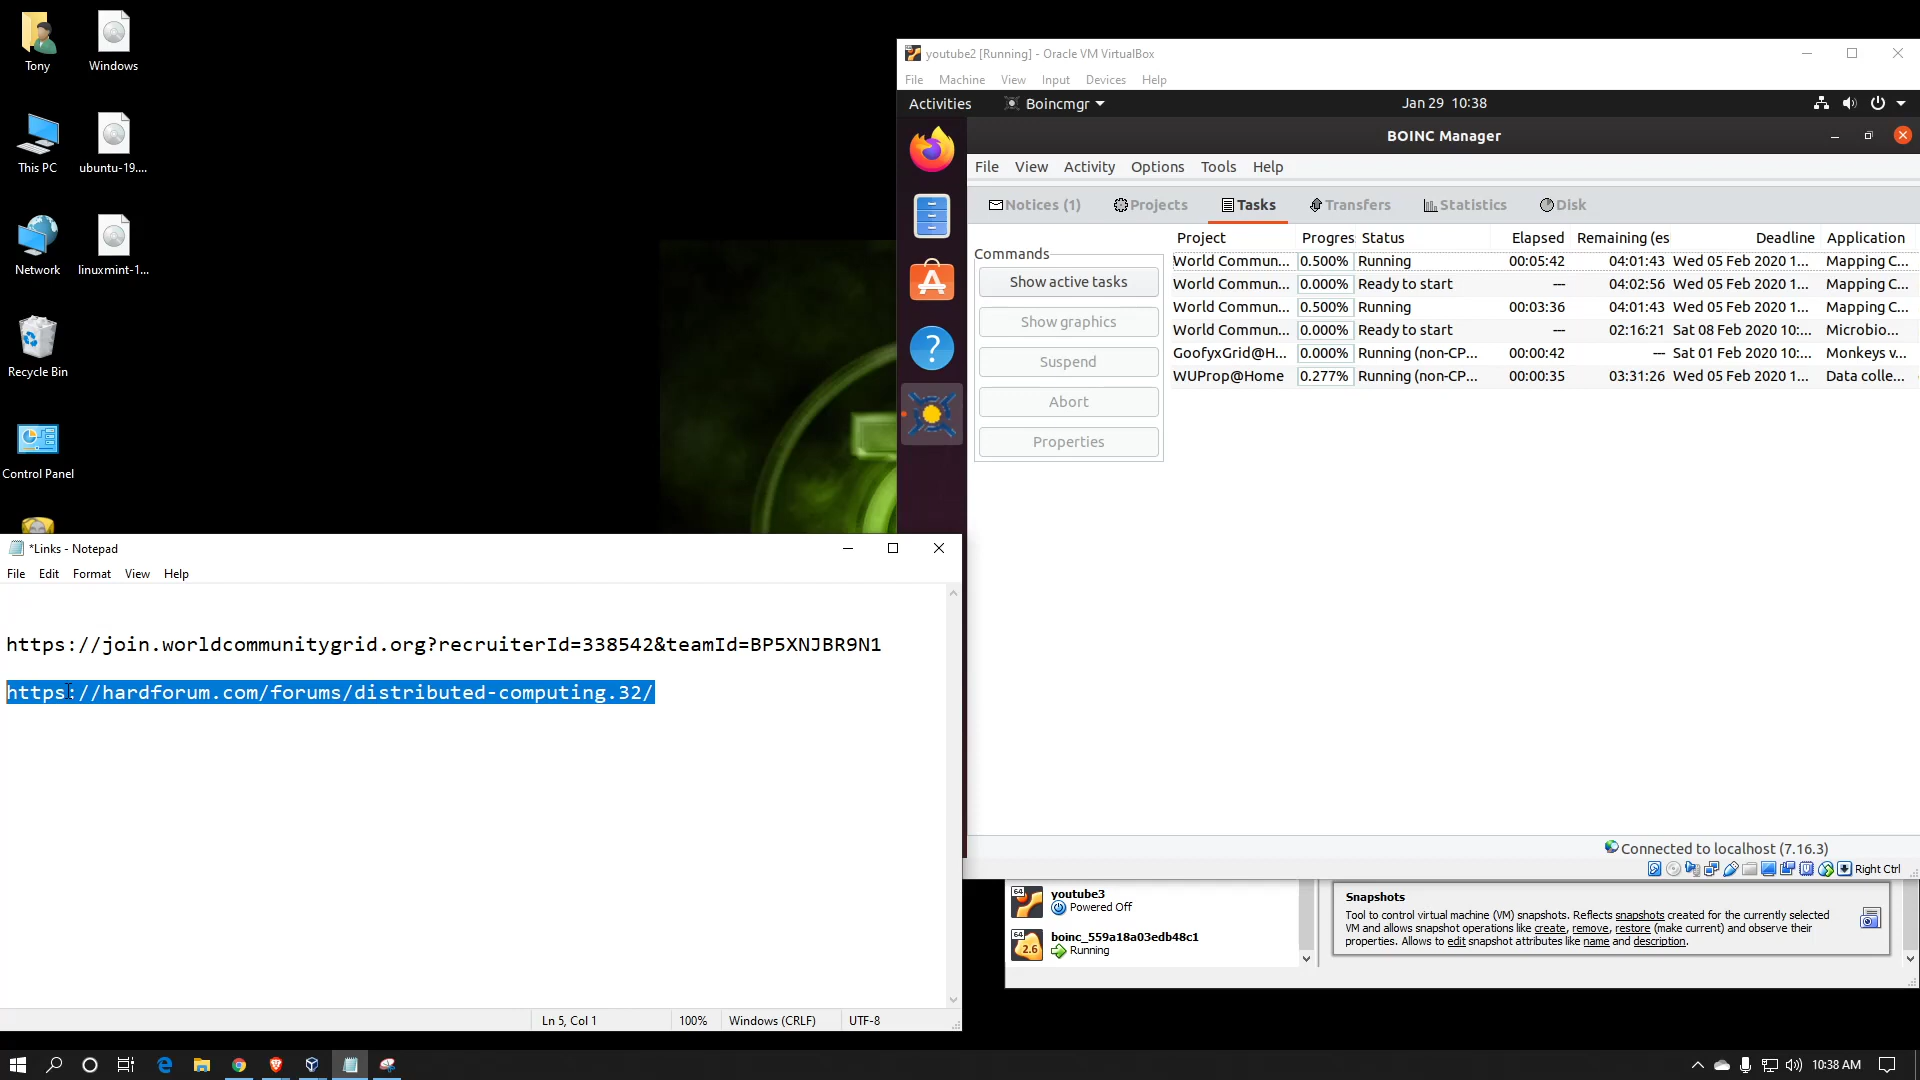 Tony
Windows
This PC
ubuntu-19....
Network
linuxmint-1...
Recycle Bin
Control Panel
youtube2 [Running] - Oracle VM VirtualBox
File Machine View Input Devices Help
Activities Boincmgr Jan 29 10:38
BOINC Manager
File View Activity Options Tools Help
Notices (1) Projects Tasks Transfers Statistics Disk
Commands
Show active tasks
Show graphics
Suspend
Abort
Properties
Project Progres Status Elapsed Remaining (es Deadline Application
World Commun... 0.500% Running 00:05:42 04:01:43 Wed 05 Feb 2020 1... Mapping C...
World Commun... 0.000% Ready to start --- 04:02:56 Wed 05 Feb 2020 1... Mapping C...
World Commun... 0.500% Running 00:03:36 04:01:43 Wed 05 Feb 2020 1... Mapping C...
World Commun... 0.000% Ready to start --- 02:16:21 Sat 08 Feb 2020 10:... Microbio...
GoofyxGrid@H... 0.000% Running (non-CP... 00:00:42 --- Sat 01 Feb 2020 10:... Monkeys v...
WUProp@Home 0.277% Running (non-CP... 00:00:35 03:31:26 Wed 05 Feb 2020 1... Data colle...
Connected to localhost (7.16.3)
Right Ctrl
*Links - Notepad
File Edit Format View Help
https://join.worldcommunitygrid.org?recruiterId=338542&teamId=BP5XNJBR9N1
https://hardforum.com/forums/distributed-computing.32/
Ln 5, Col 1 100% Windows (CRLF) UTF-8
64
youtube3
Powered Off
64
2.6
boinc_559a18a03edb48c1
Running
Snapshots
Tool to control virtual machine (VM) snapshots. Reflects snapshots created for the currently selected
VM and allows snapshot operations like create, remove, restore (make current) and observe their
properties. Allows to edit snapshot attributes like name and description.
10:38 AM